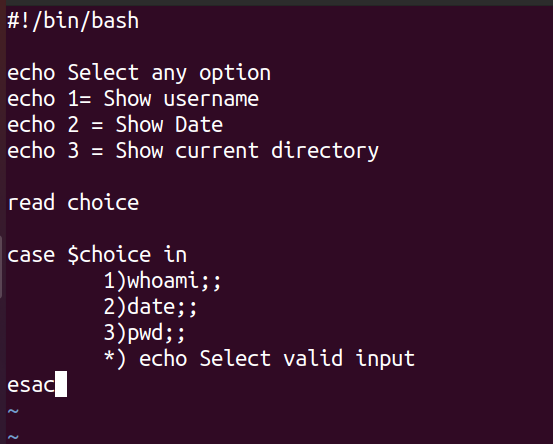 #!/bin/bash
echo Select any option
echo 1= Show username
echo 2 = Show Date
echo 3 = Show current directory
read choice
case $choice in
1)whoami;;
2)date;;
3)pwd;;
*) echo Select valid input
esac
~
~